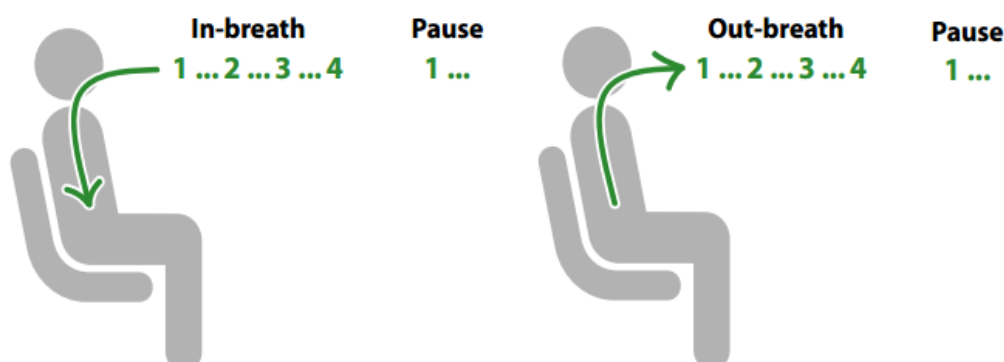 In-breath
1 ... 2 ... 3 ... 4
Pause
1 ...
Out-breath
1 ... 2 ... 3 ... 4
Pause
1 ...